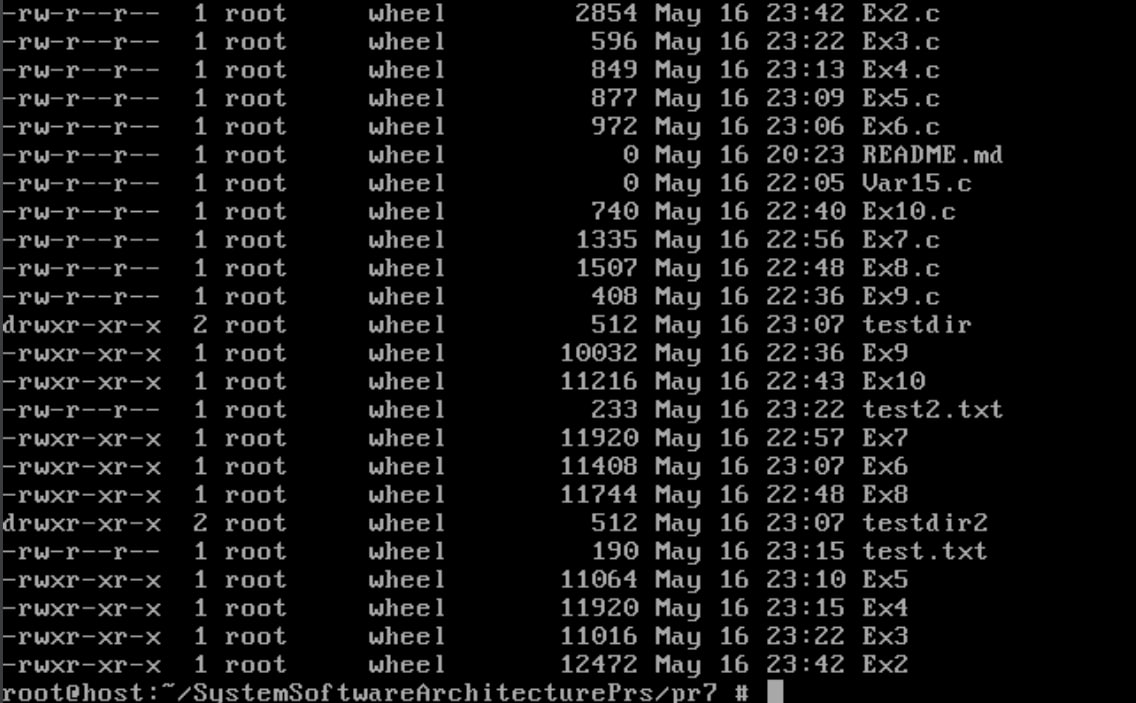 -rw-r--r--  1 root     wheel        2854 May 16 23:42 Ex2.c
-rw-r--r--  1 root     wheel         596 May 16 23:22 Ex3.c
-rw-r--r--  1 root     wheel         849 May 16 23:13 Ex4.c
-rw-r--r--  1 root     wheel         877 May 16 23:09 Ex5.c
-rw-r--r--  1 root     wheel         972 May 16 23:06 Ex6.c
-rw-r--r--  1 root     wheel           0 May 16 20:23 README.md
-rw-r--r--  1 root     wheel           0 May 16 22:05 Var15.c
-rw-r--r--  1 root     wheel         740 May 16 22:40 Ex10.c
-rw-r--r--  1 root     wheel        1335 May 16 22:56 Ex7.c
-rw-r--r--  1 root     wheel        1507 May 16 22:48 Ex8.c
-rw-r--r--  1 root     wheel         408 May 16 22:36 Ex9.c
drwxr-xr-x  2 root     wheel         512 May 16 23:07 testdir
-rwxr-xr-x  1 root     wheel       10032 May 16 22:36 Ex9
-rwxr-xr-x  1 root     wheel       11216 May 16 22:43 Ex10
-rw-r--r--  1 root     wheel         233 May 16 23:22 test2.txt
-rwxr-xr-x  1 root     wheel       11920 May 16 22:57 Ex7
-rwxr-xr-x  1 root     wheel       11408 May 16 23:07 Ex6
-rwxr-xr-x  1 root     wheel       11744 May 16 22:48 Ex8
drwxr-xr-x  2 root     wheel         512 May 16 23:07 testdir2
-rw-r--r--  1 root     wheel         190 May 16 23:15 test.txt
-rwxr-xr-x  1 root     wheel       11064 May 16 23:10 Ex5
-rwxr-xr-x  1 root     wheel       11920 May 16 23:15 Ex4
-rwxr-xr-x  1 root     wheel       11016 May 16 23:22 Ex3
-rwxr-xr-x  1 root     wheel       12472 May 16 23:42 Ex2
root@host:~/SystemSoftwareArchitecturePrs/pr7 #